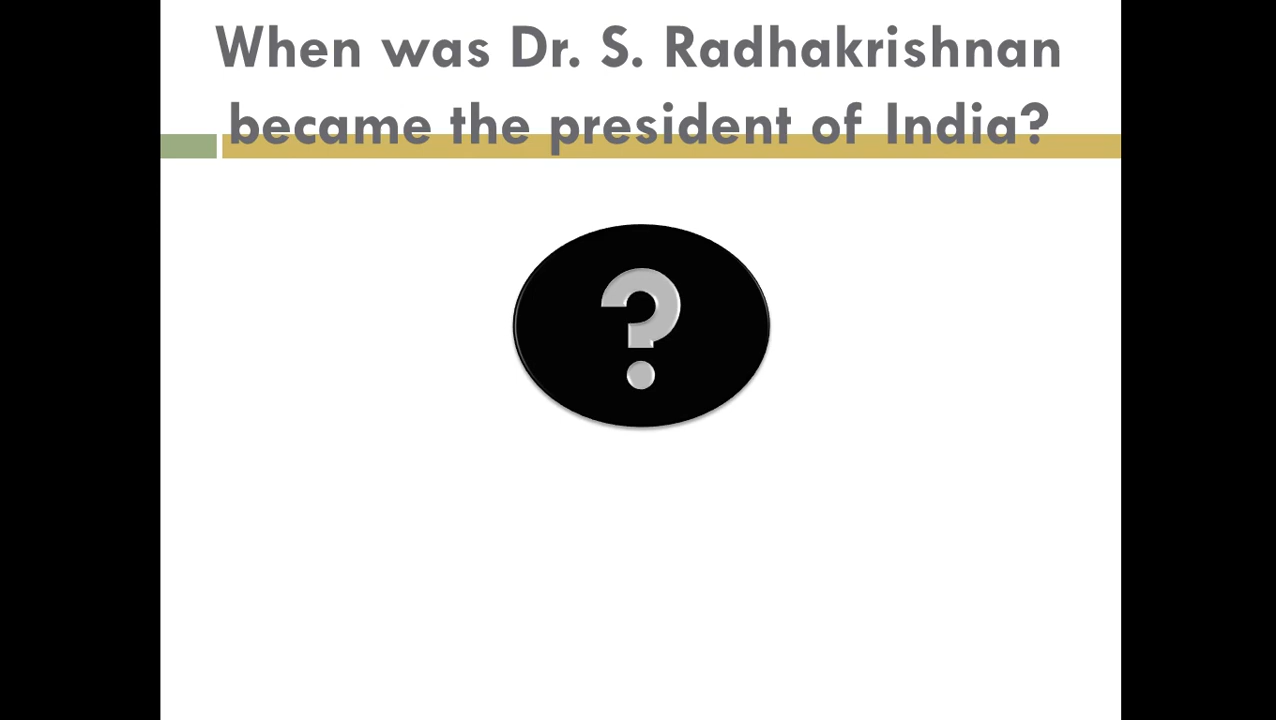 When was Dr. S. Radhakrishnan
became the president of India?
?